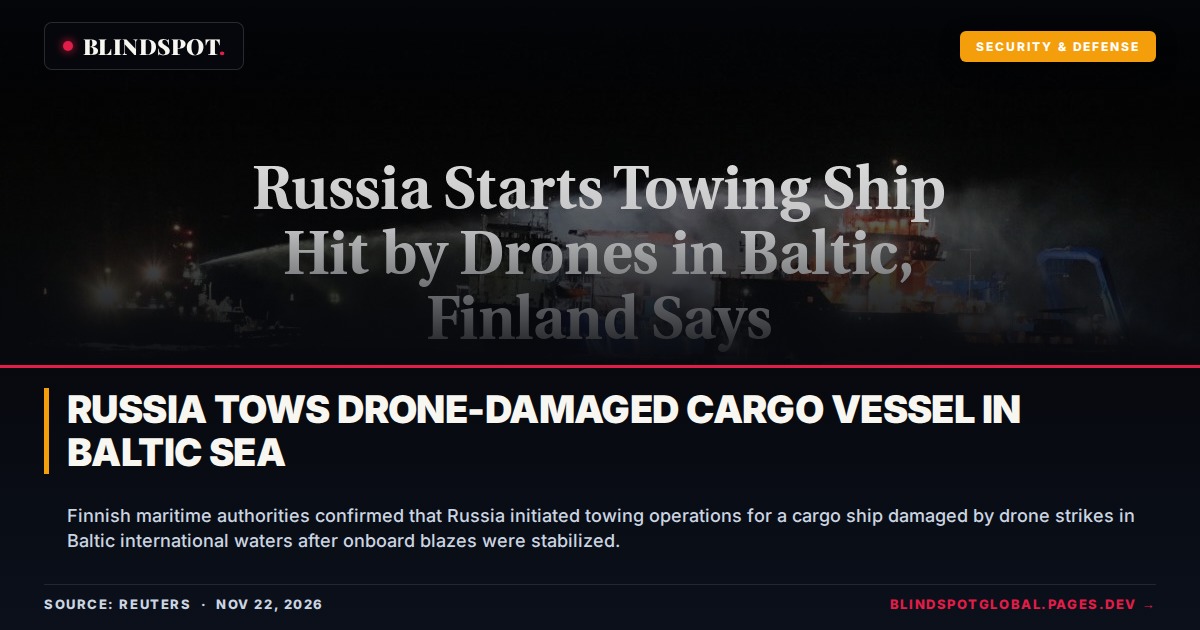 BLINDSPOT.
SECURITY & DEFENSE
Russia Starts Towing Ship
Hit by Drones in Baltic,
Finland Says
RUSSIA TOWS DRONE-DAMAGED CARGO VESSEL IN
BALTIC SEA
Finnish maritime authorities confirmed that Russia initiated towing operations for a cargo ship damaged by drone strikes in
Baltic international waters after onboard blazes were stabilized.
SOURCE: REUTERS · NOV 22, 2026
BLINDSPOTGLOBAL.PAGES.DEV →